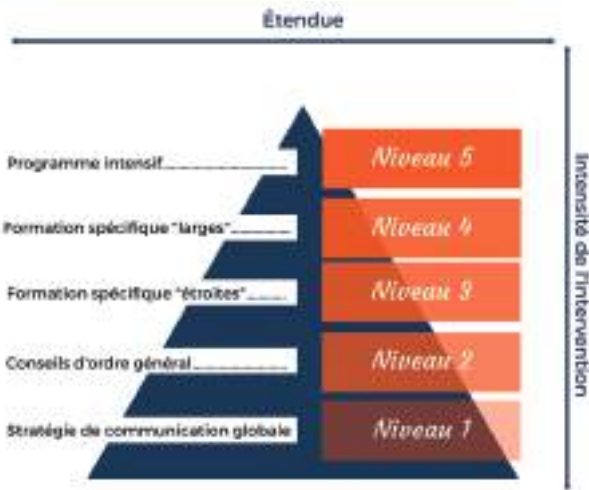 Étendue
Programme intensif
Niveau 5
Formation spécifique "larges"
Niveau 4
Formation spécifique "étroites"
Niveau 3
Conseils d'ordre général
Niveau 2
Stratégie de communication globale
Niveau 1
Intensité de l'intervention